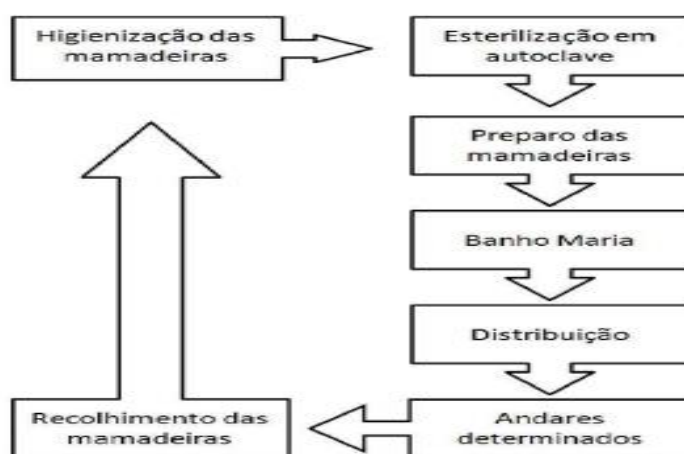 Higienização das
mamadeiras
Esterilização em
autoclave
Preparo das
mamadeiras
Banho Maria
Distribuição
Andares
determinados
Recolhimento das
mamadeiras